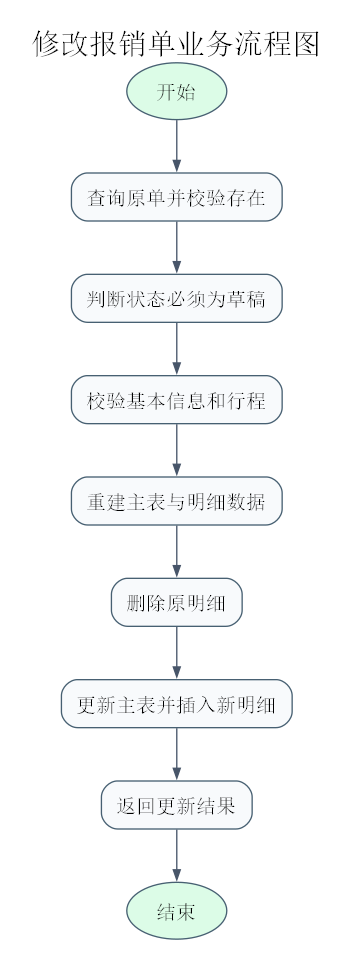 修改报销单业务流程图
开始
查询原单并校验存在
判断状态必须为草稿
校验基本信息和行程
重建主表与明细数据
删除原明细
更新主表并插入新明细
返回更新结果
结束